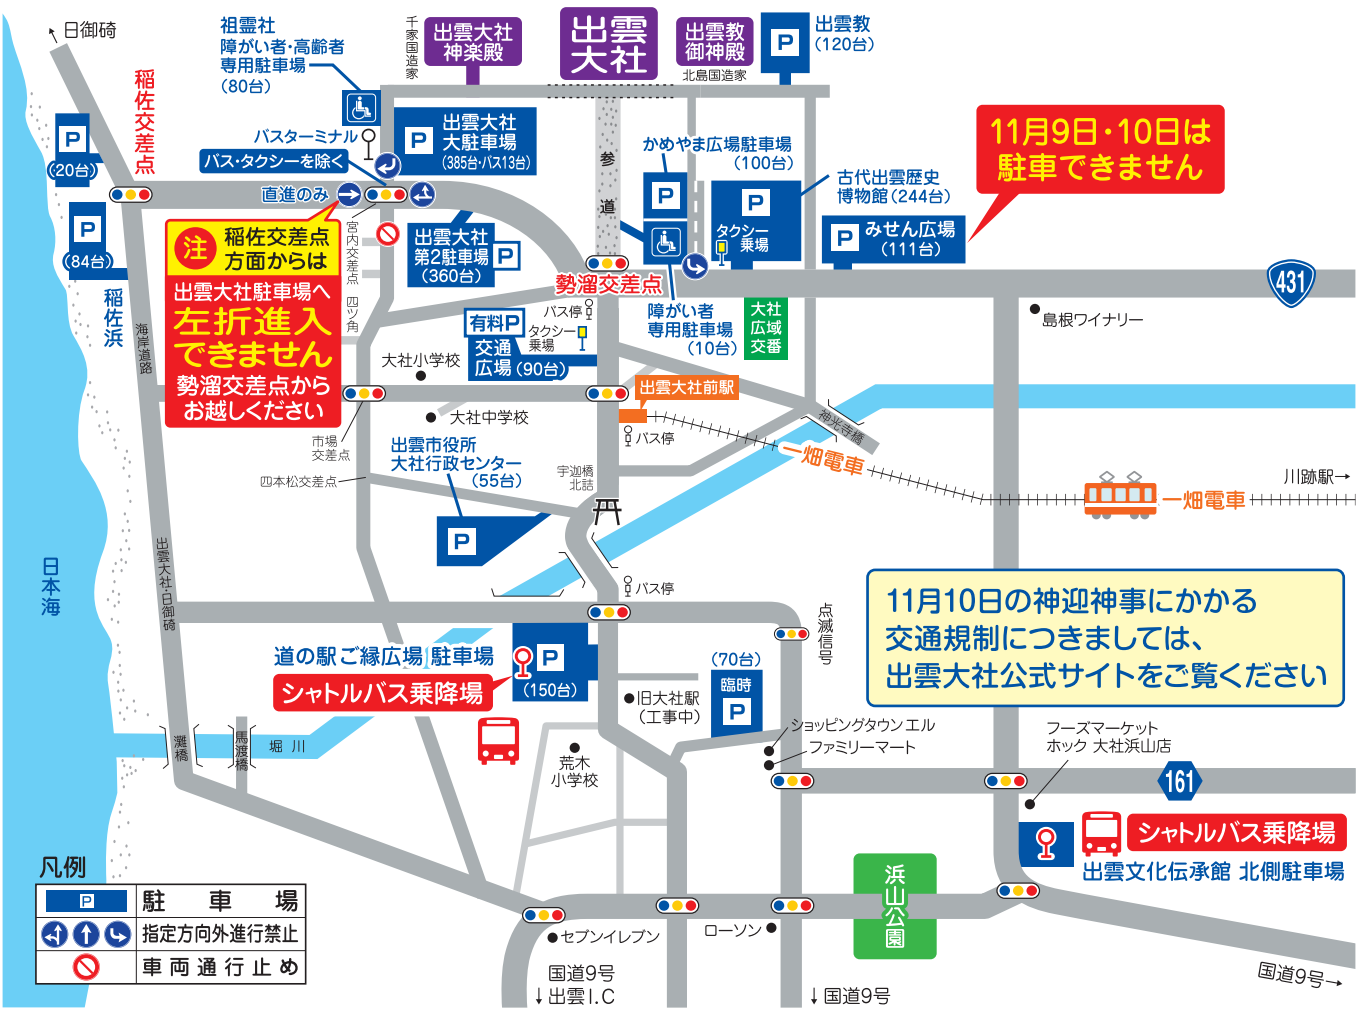 日御碕
稲佐交差点
祖霊社
障がい者・高齢者
専用駐車場
(80台)
千家国造家
出雲大社
神楽殿
出雲
大社
出雲教
御神殿
北島国造家
P
出雲教
(120台)
P
(20台)
P
(84台)
稲佐浜
バスターミナル
バス・タクシーを除く
直進のみ
P
出雲大社
大駐車場
(385台・バス13台)
参道
かめやま広場駐車場
(100台)
P
P
タクシー
乗場
古代出雲歴史
博物館(244台)
P
みせん広場
(111台)
11月9日・10日は
駐車できません
注
稲佐交差点
方面からは
出雲大社駐車場へ
左折進入
できません
勢溜交差点から
お越しください
宮内交差点
四ツ角
出雲大社
第2駐車場
(360台)
P
勢溜交差点
バス停
障がい者
専用駐車場
(10台)
大社
広域
交番
431
島根ワイナリー
有料P
交通
広場(90台)
タクシー
乗場
海岸道路
大社小学校
大社中学校
出雲大社前駅
バス停
神光寺橋
一畑電車
川跡駅→
一畑電車
市場
交差点
四本松交差点
出雲市役所
大社行政センター
(55台)
P
宇迦橋
北詰
出雲大社・日御碕
日本海
バス停
点滅信号
11月10日の神迎神事にかかる
交通規制につきましては、
出雲大社公式サイトをご覧ください
道の駅ご縁広場 駐車場
P
(150台)
シャトルバス乗降場
旧大社駅
(工事中)
(70台)
臨時
P
ショッピングタウン エル
ファミリーマート
フーズマーケット
ホック 大社浜山店
灘橋
馬渡橋
堀川
荒木
小学校
161
シャトルバス乗降場
出雲文化伝承館 北側駐車場
浜山公園
凡例
P
駐車場
指定方向外進行禁止
車両通行止め
セブンイレブン
ローソン
国道9号
↓出雲I.C
↓国道9号
国道9号→